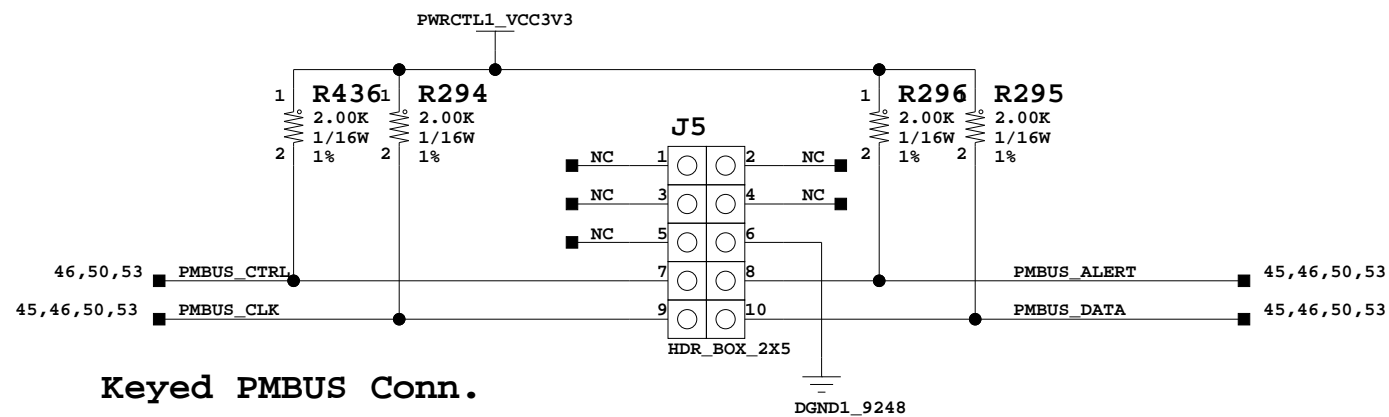 PWRCTL1_VCC3V3
1 R436 1 R294 1 R296 1 R295
2.00K 2.00K 2.00K 2.00K
1/16W 1/16W 1/16W 1/16W
2 1% 2 1% 2 1% 2 1%
J5
NC 1 2 NC
NC 3 4 NC
NC 5 6
46,50,53 PMBUS_CTRL 7 8 PMBUS_ALERT 45,46,50,53
45,46,50,53 PMBUS_CLK 9 10 PMBUS_DATA 45,46,50,53
HDR_BOX_2X5
Keyed PMBUS Conn.
DGND1_9248